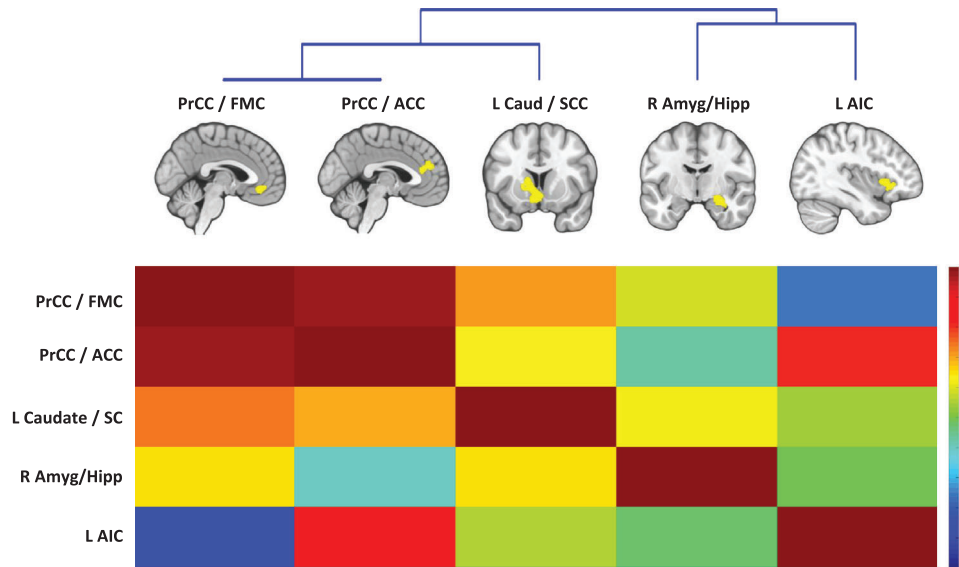 PrCC / FMC
PrCC / ACC
L Caud / SCC
R Amyg/Hipp
L AIC
PrCC / FMC
PrCC / ACC
L Caudate / SC
R Amyg/Hipp
L AIC